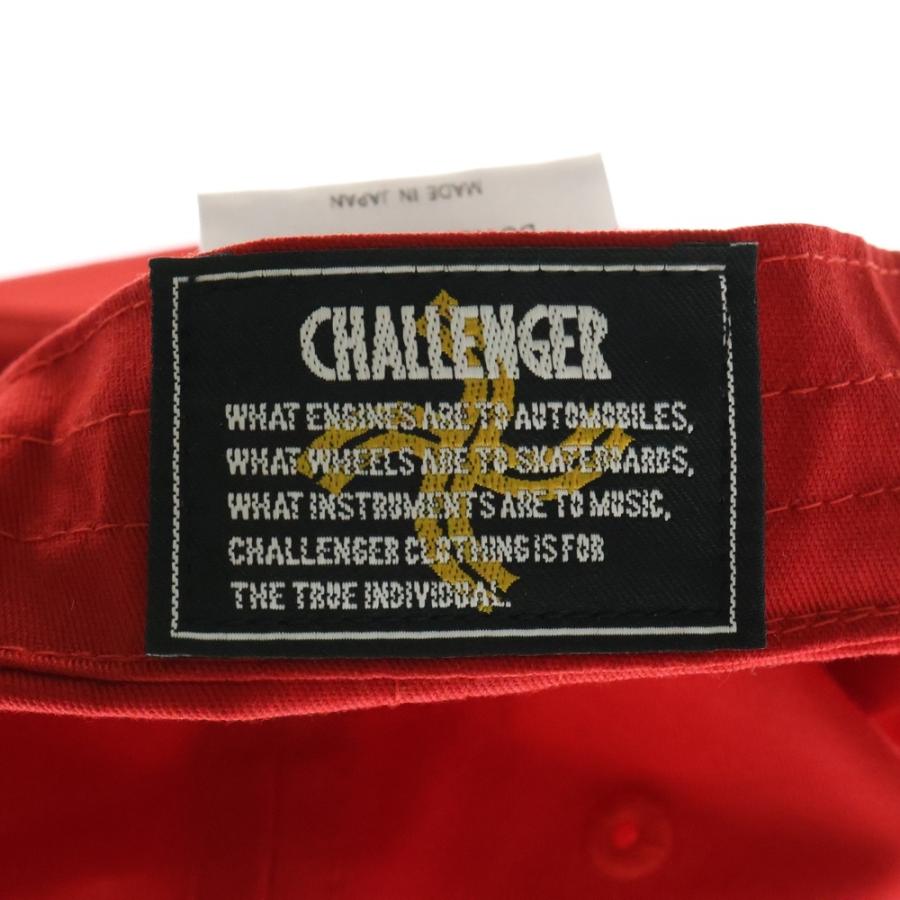 MADE IN JAPAN
CHALLENGER
WHAT ENGINES ARE TO AUTOMOBILES,
WHAT WHEELS ARE TO SKATEBOARDS,
WHAT INSTRUMENTS ARE TO MUSIC,
CHALLENGER CLOTHING IS FOR
THE TRUE INDIVIDUAL.